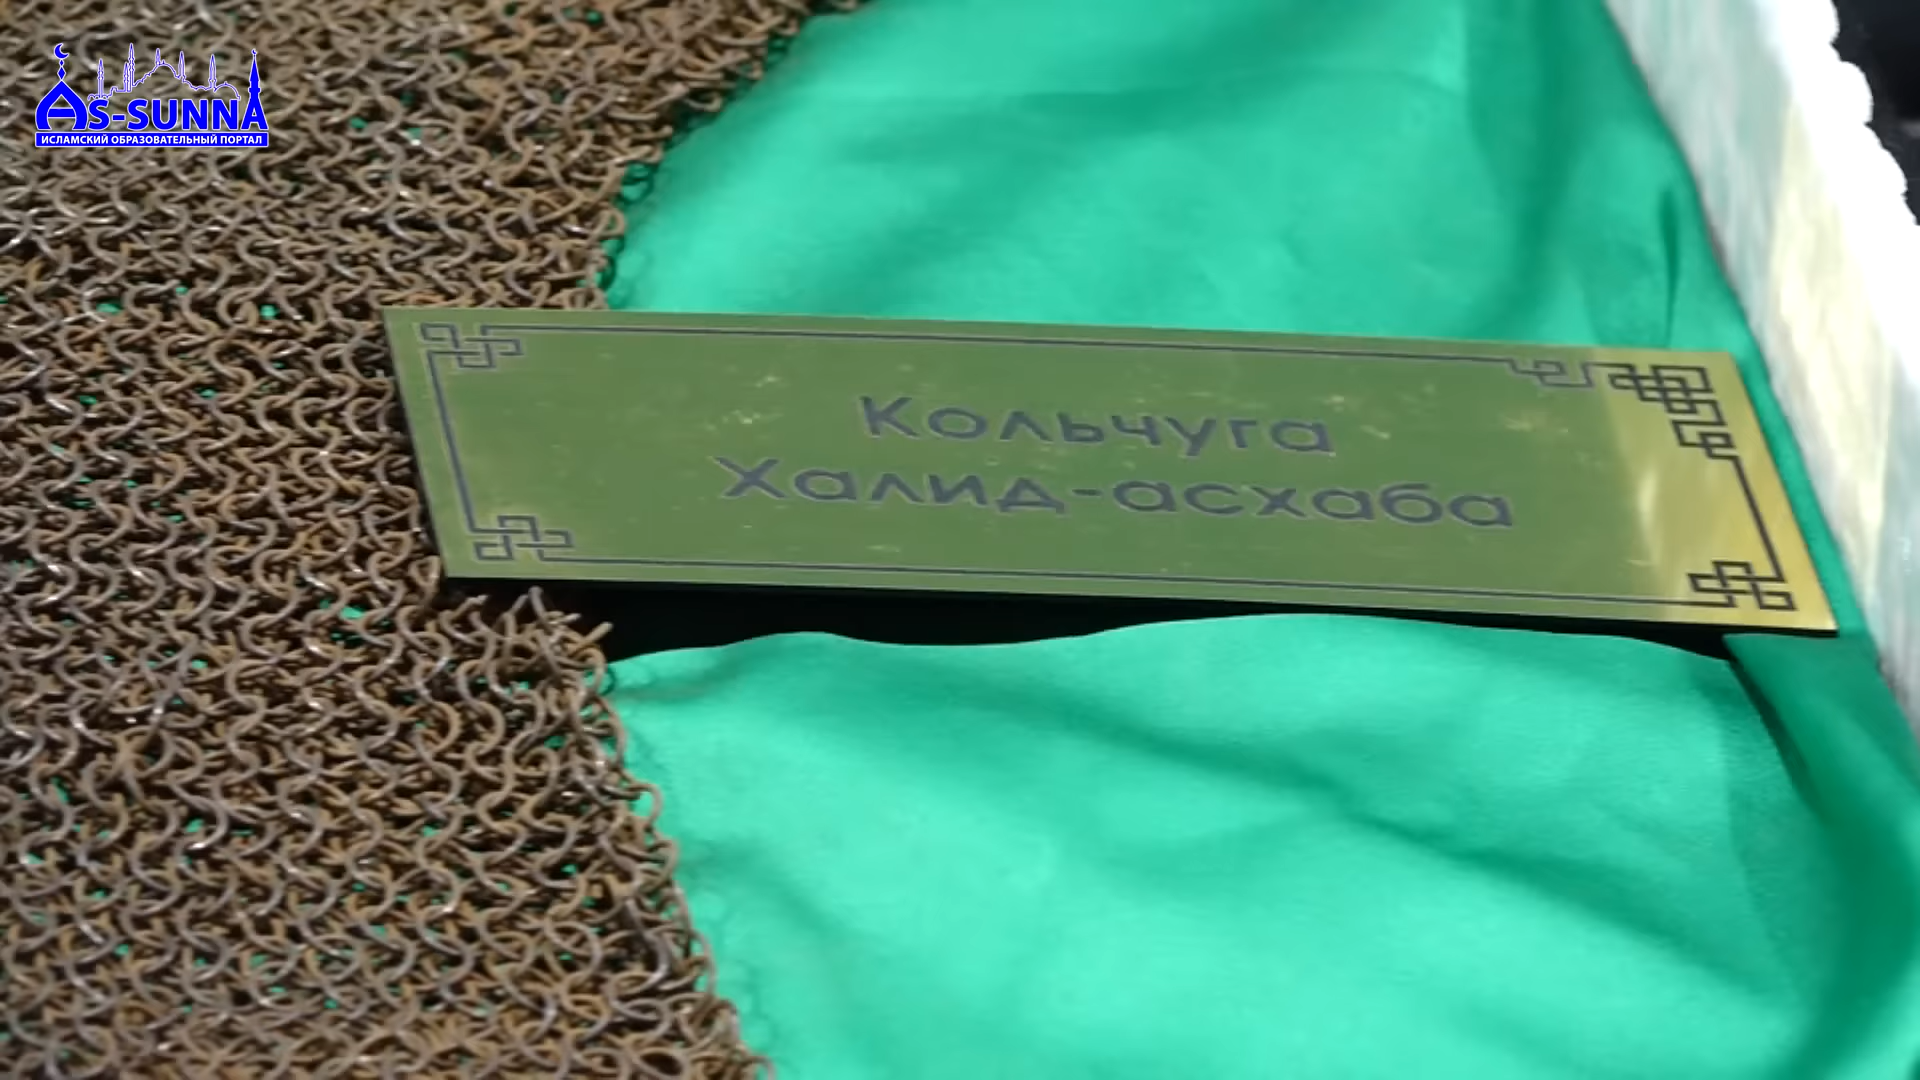 As-SUNNA
ИСЛАМСКИЙ ОБРАЗОВАТЕЛЬНЫЙ ПОРТАЛ
Кольчуга
Халид-асхаба